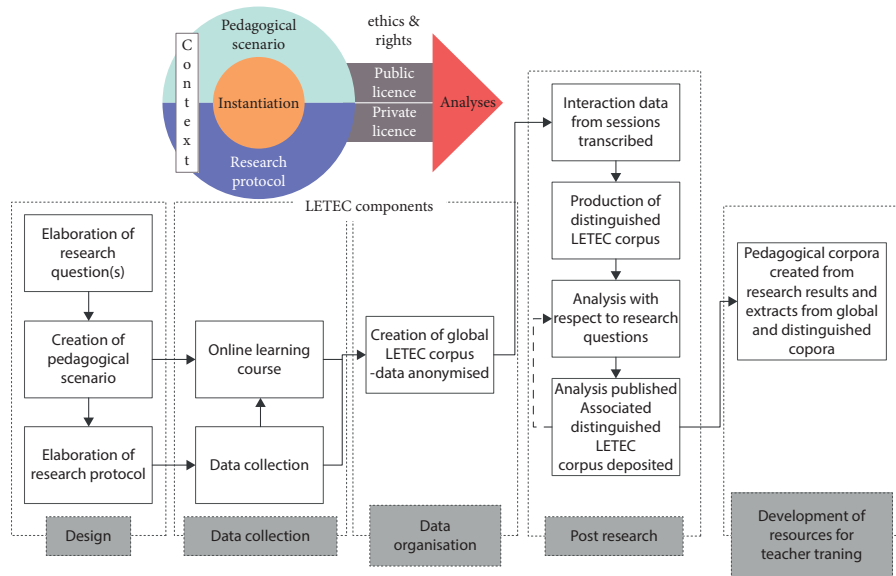 Pedagogical
scenario
C
o
n
t
e
x
t
Instantiation
Research
protocol
ethics &
rights
Public
licence
Private
licence
Analyses
LETEC components
Elaboration of
research
question(s)
Creation of
pedagogical
scenario
Elaboration of
research protocol
Design
Online learning
course
Data collection
Data collection
Creation of global
LETEC corpus
-data anonymised
Data
organisation
Interaction data
from sessions
transcribed
Production of
distinguished
LETEC corpus
Analysis with
respect to research
questions
Analysis published
Associated
distinguished
LETEC
corpus deposited
Post research
Pedagogical corpora
created from
research results and
extracts from global
and distinguished
copora
Development of
resources for
teacher traning